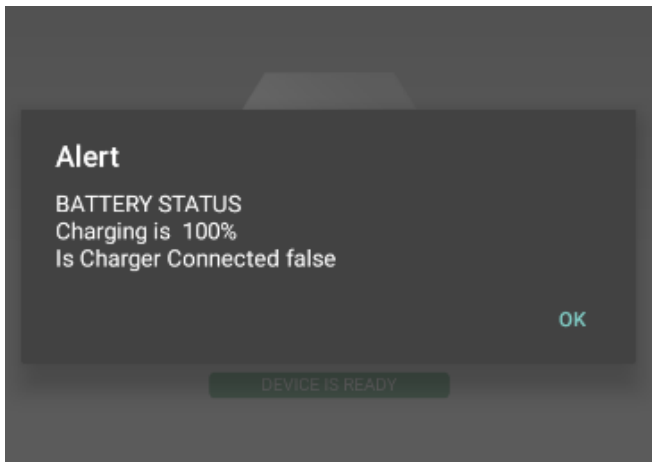 Alert
BATTERY STATUS
Charging is  100%
Is Charger Connected false
OK
DEVICE IS READY